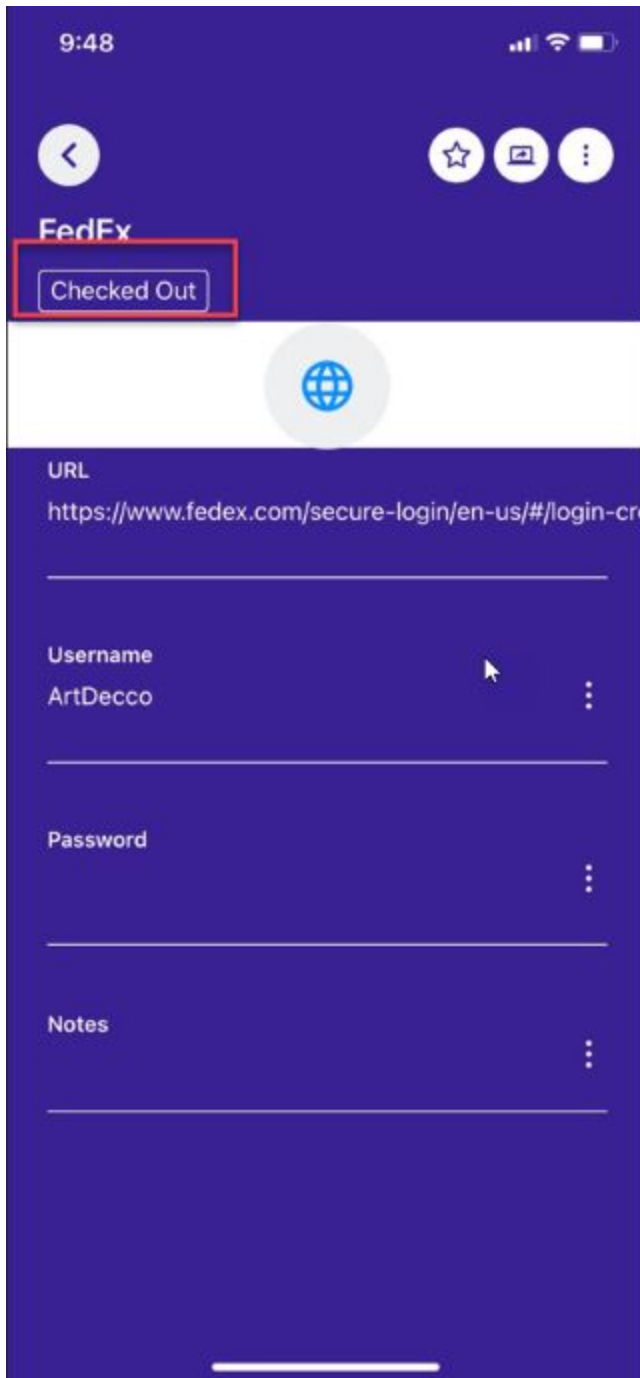 9:48
FedEx
Checked Out
URL
https://www.fedex.com/secure-login/en-us/#/login-cr
Username
ArtDecco
Password
Notes